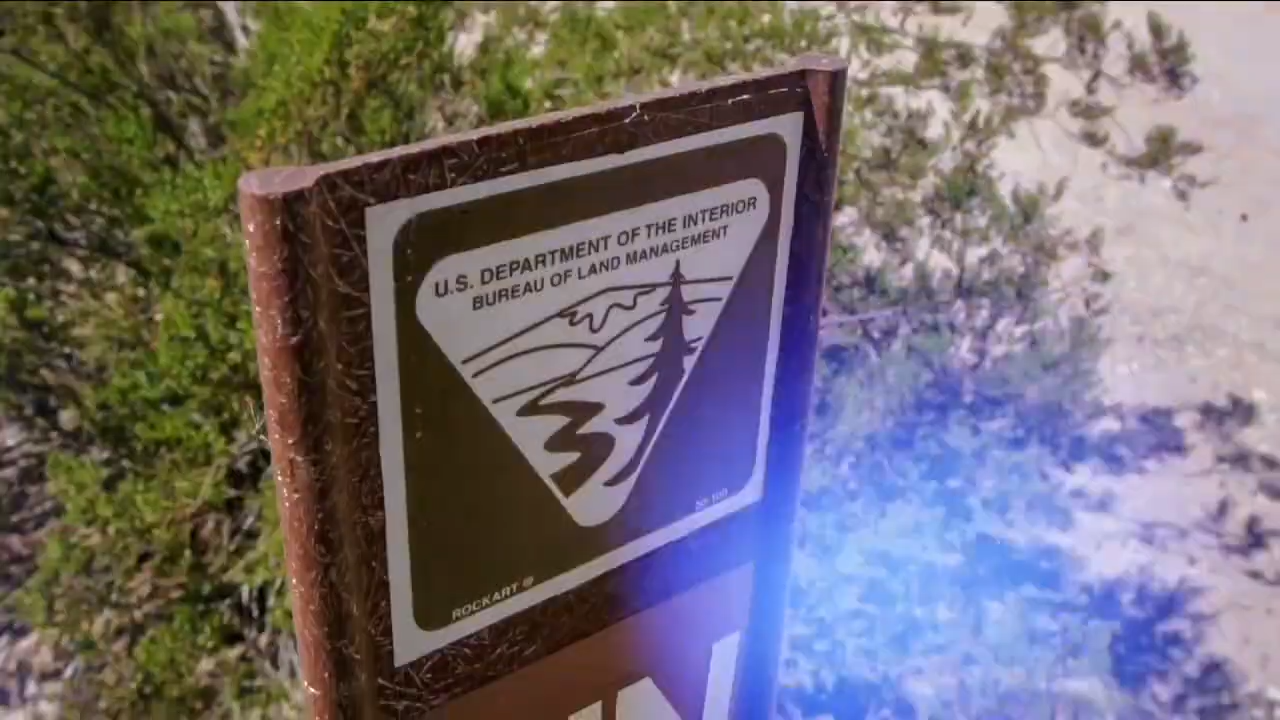 U.S. DEPARTMENT OF THE INTERIOR
BUREAU OF LAND MANAGEMENT
ROCKART ®